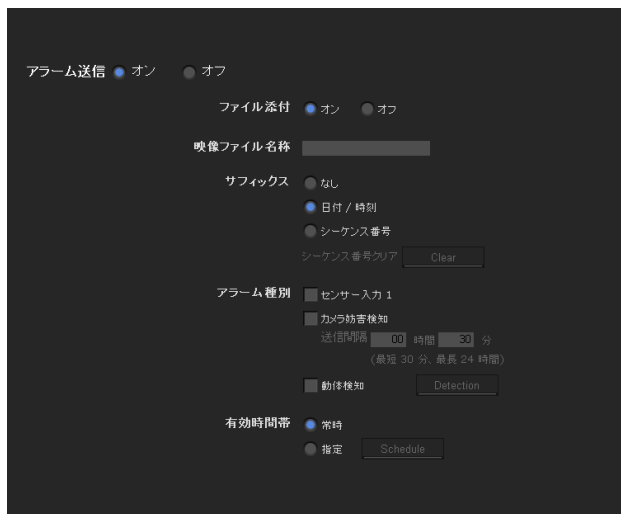 アラーム送信 オン オフ
ファイル添付 オン オフ
映像ファイル名称
サフィックス なし
日付 / 時刻
シーケンス番号
シーケンス番号クリア Clear
アラーム種別 センサー入力 1
カメラ妨害検知
送信間隔 00 時間 30 分
(最短 30 分、最長 24 時間)
動体検知 Detection
有効時間帯 常時
指定 Schedule